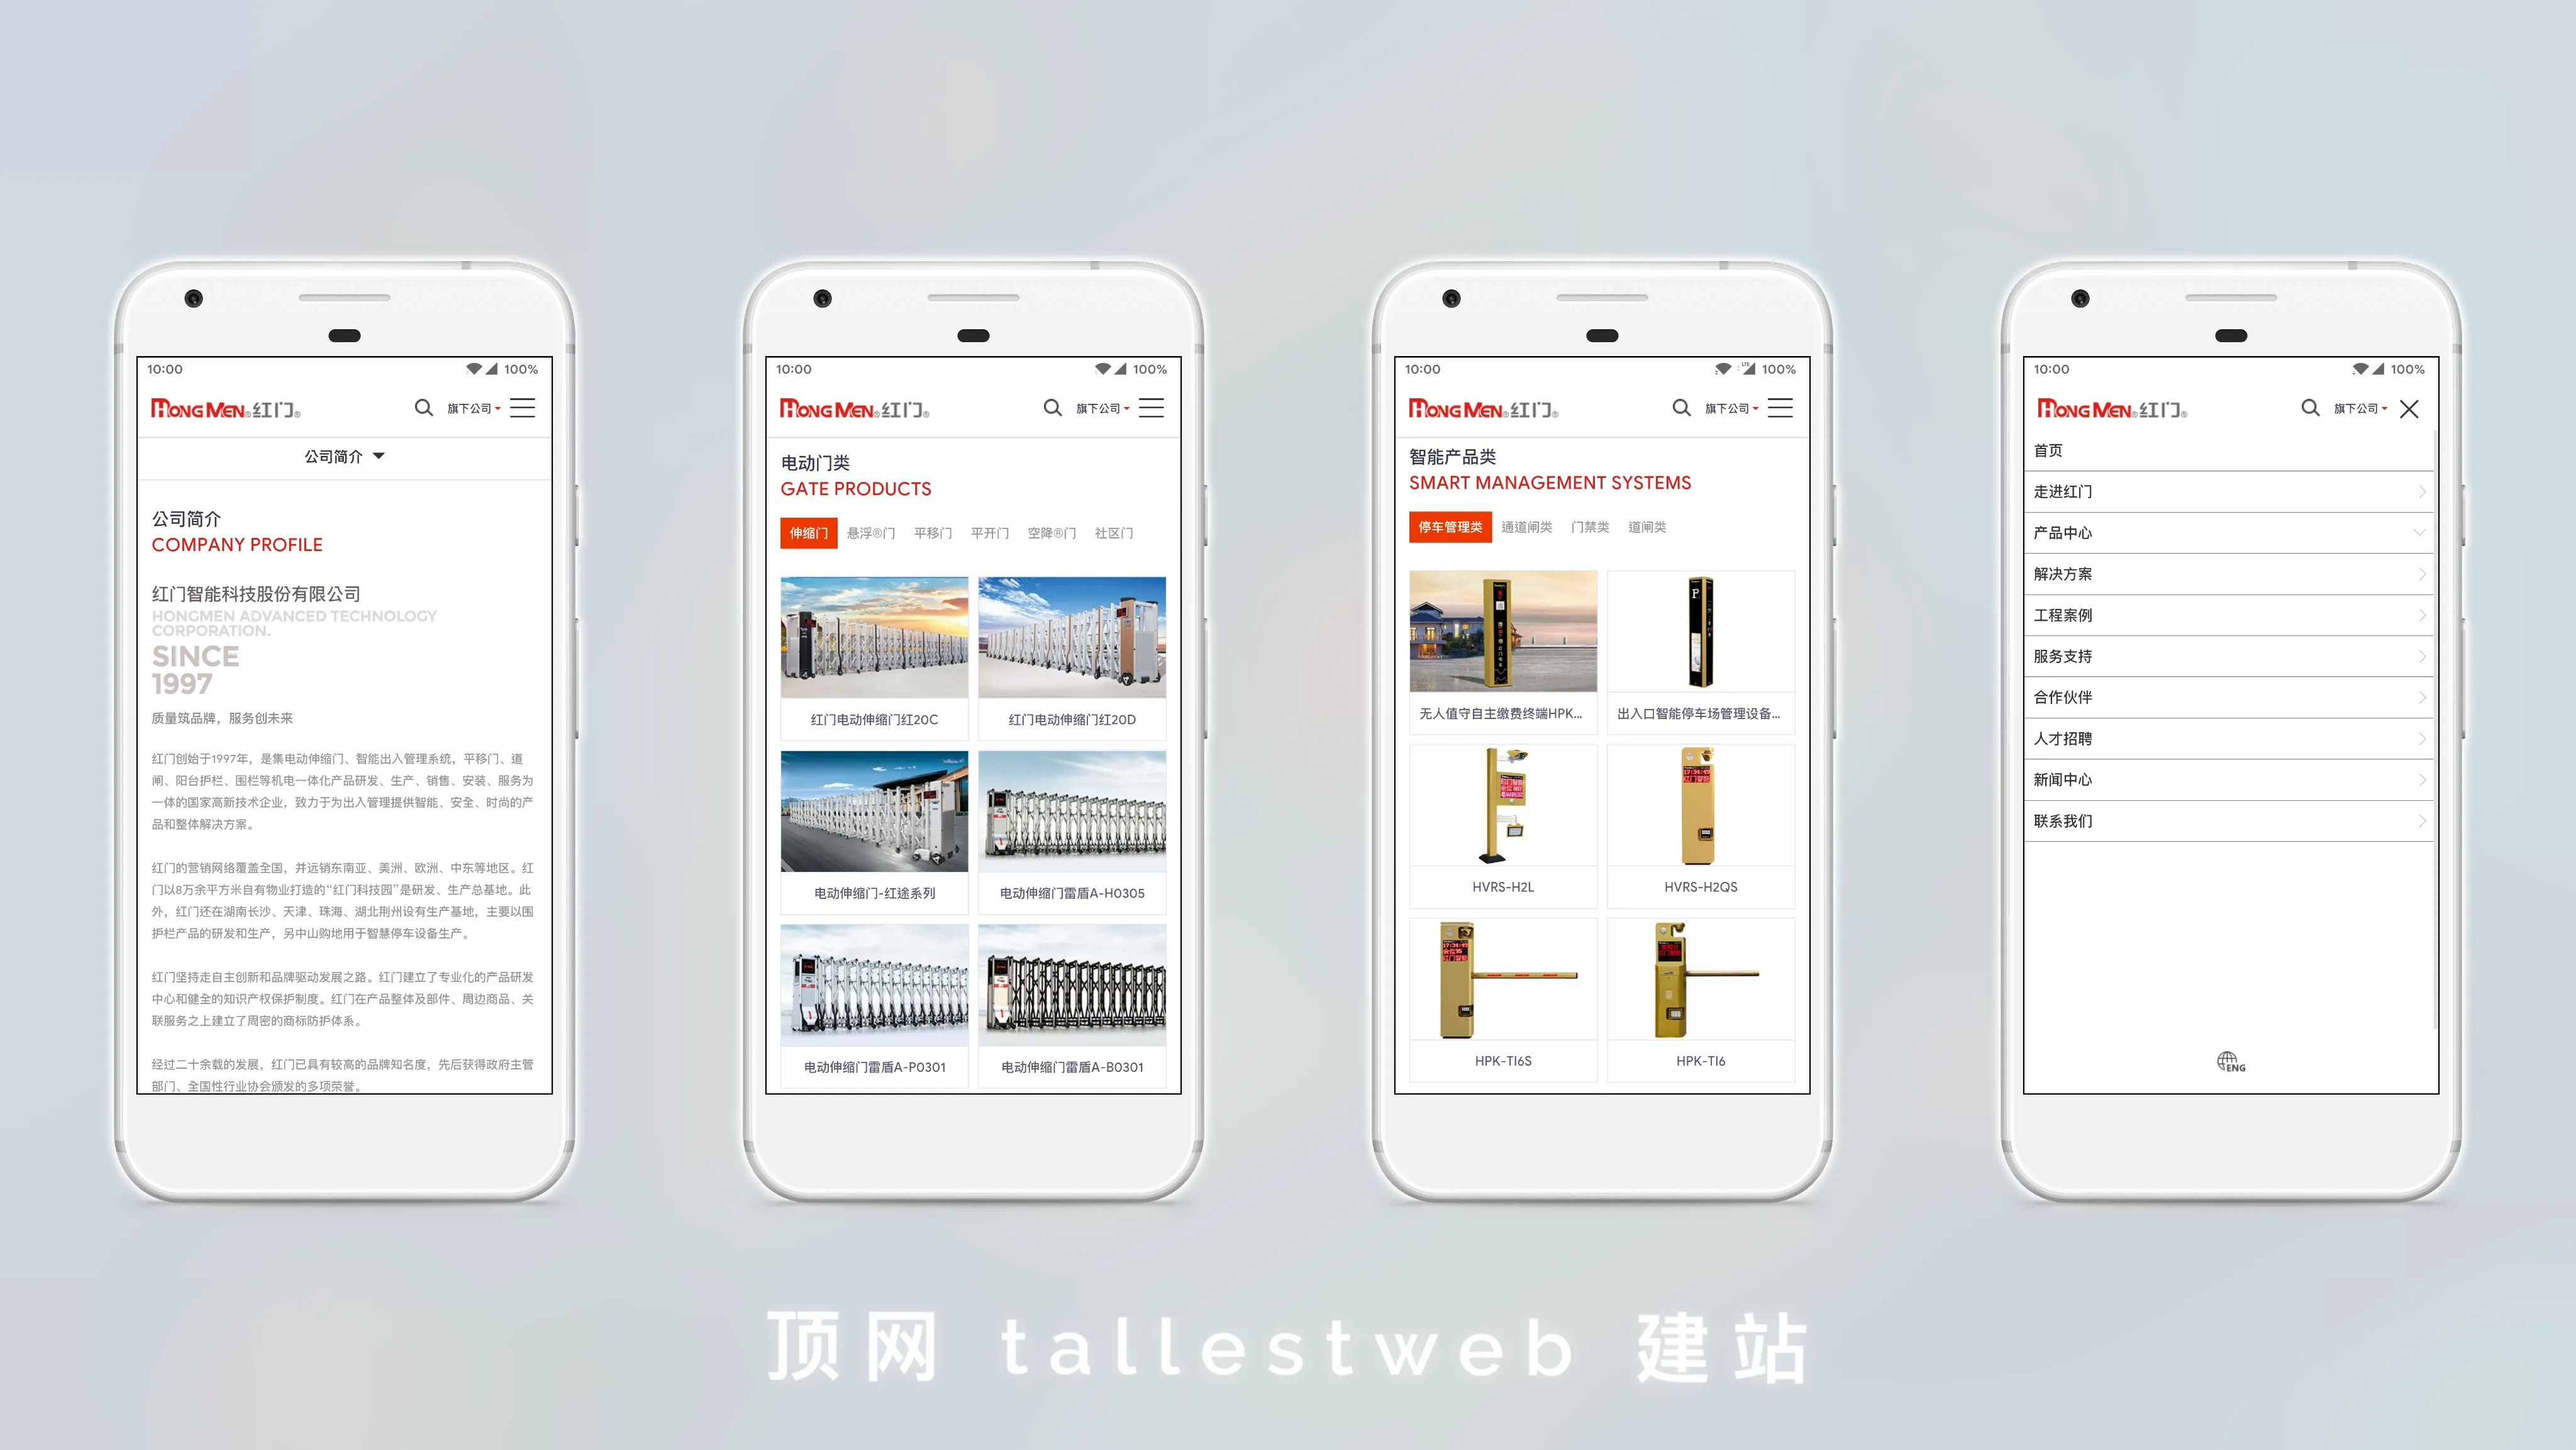 10:00 100%
HONGMEN®红门®
旗下公司
公司简介
公司简介
COMPANY PROFILE
红门智能科技股份有限公司
HONGMEN ADVANCED TECHNOLOGY
CORPORATION.
SINCE
1997
质量筑品牌，服务创未来
红门创始于1997年，是集电动伸缩门、智能出入管理系统，平移门、道
闸、阳台护栏、围栏等机电一体化产品研发、生产、销售、安装、服务为
一体的国家高新技术企业，致力于为出入管理提供智能、安全、时尚的产
品和整体解决方案。
红门的营销网络覆盖全国，并远销东南亚、美洲、欧洲、中东等地区。红
门以8万余平方米自有物业打造的“红门科技园”是研发、生产总基地。此
外，红门还在湖南长沙、天津、珠海、湖北荆州设有生产基地，主要以围
护栏产品的研发和生产，另中山购地用于智慧停车设备生产。
红门坚持走自主创新和品牌驱动发展之路。红门建立了专业化的产品研发
中心和健全的知识产权保护制度。红门在产品整体及部件、周边商品、关
联服务之上建立了周密的商标防护体系。
经过二十余载的发展，红门已具有较高的品牌知名度，先后获得政府主管
部门、全国性行业协会颁发的多项荣誉。
10:00 100%
HONGMEN®红门®
旗下公司
电动门类
GATE PRODUCTS
伸缩门 悬浮®门 平移门 平开门 空降®门 社区门
红门电动伸缩门红20C 红门电动伸缩门红20D
电动伸缩门-红途系列 电动伸缩门雷盾A-H0305
电动伸缩门雷盾A-P0301 电动伸缩门雷盾A-B0301
10:00 LTE 100%
HONGMEN®红门®
旗下公司
智能产品类
SMART MANAGEMENT SYSTEMS
停车管理类 通道闸类 门禁类 道闸类
无人值守自主缴费终端HPK... 出入口智能停车场管理设备...
HVRS-H2L HVRS-H2QS
HPK-TI6S HPK-TI6
10:00 100%
HONGMEN®红门®
旗下公司
首页
走进红门
产品中心
解决方案
工程案例
服务支持
合作伙伴
人才招聘
新闻中心
联系我们
ENG
顶网 tallestweb 建站